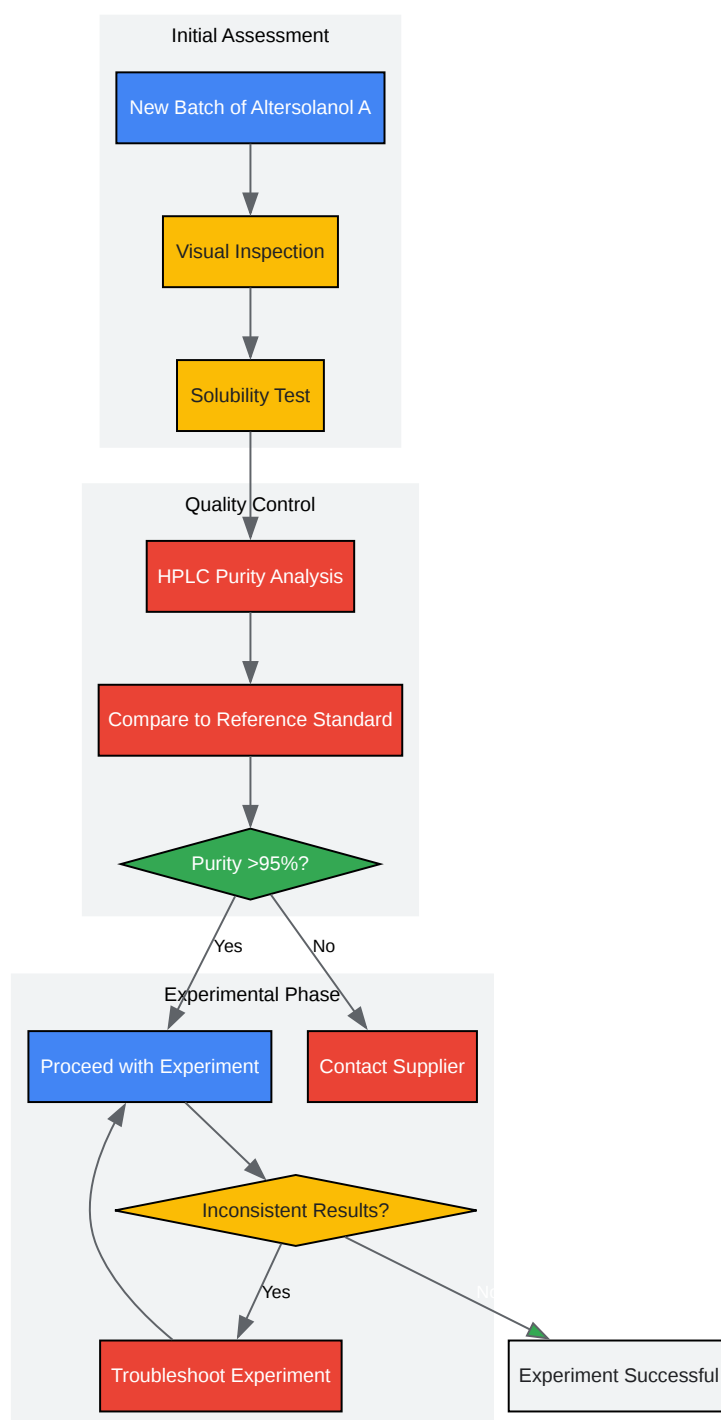 Initial Assessment
New Batch of Altersolanol A
Visual Inspection
Solubility Test
Quality Control
HPLC Purity Analysis
Compare to Reference Standard
Purity >95%?
Yes
No
Experimental Phase
Proceed with Experiment
Contact Supplier
Inconsistent Results?
Yes
No
Troubleshoot Experiment
Experiment Successful